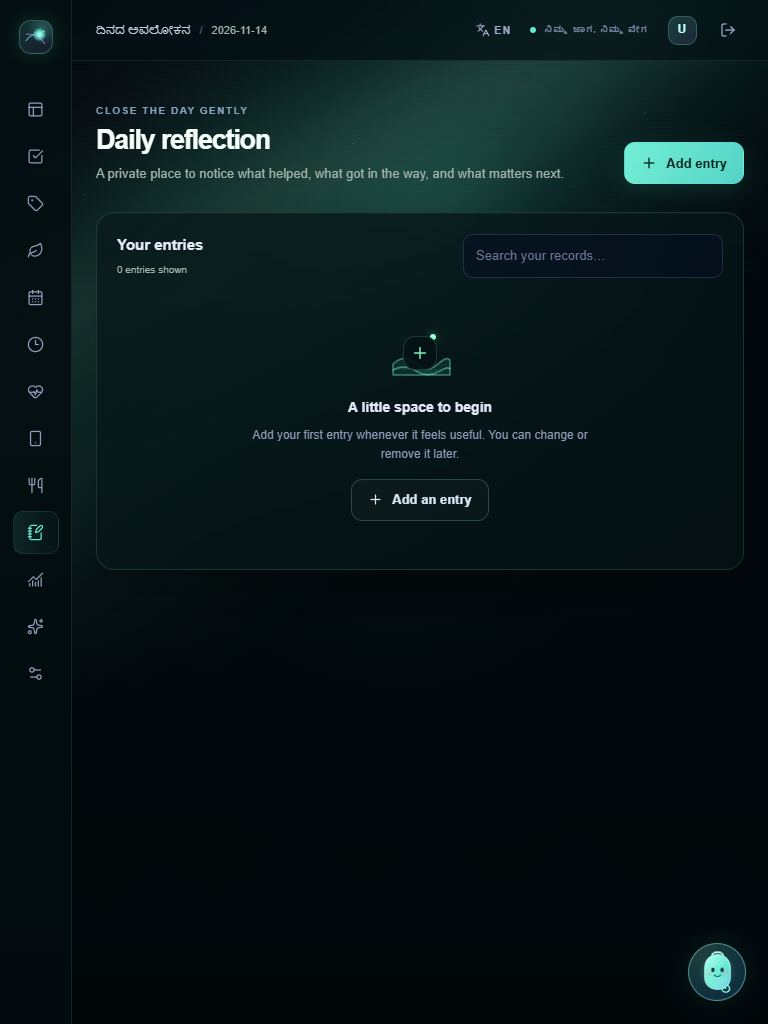 ದಿನದ ಅವಲೋಕನ / 2026-11-14
EN
ನಿಮ್ಮ ಜಾಗ, ನಿಮ್ಮ ವೇಗ
U
CLOSE THE DAY GENTLY
Daily reflection
A private place to notice what helped, what got in the way, and what matters next.
Add entry
Your entries
0 entries shown
Search your records…
A little space to begin
Add your first entry whenever it feels useful. You can change or
remove it later.
Add an entry